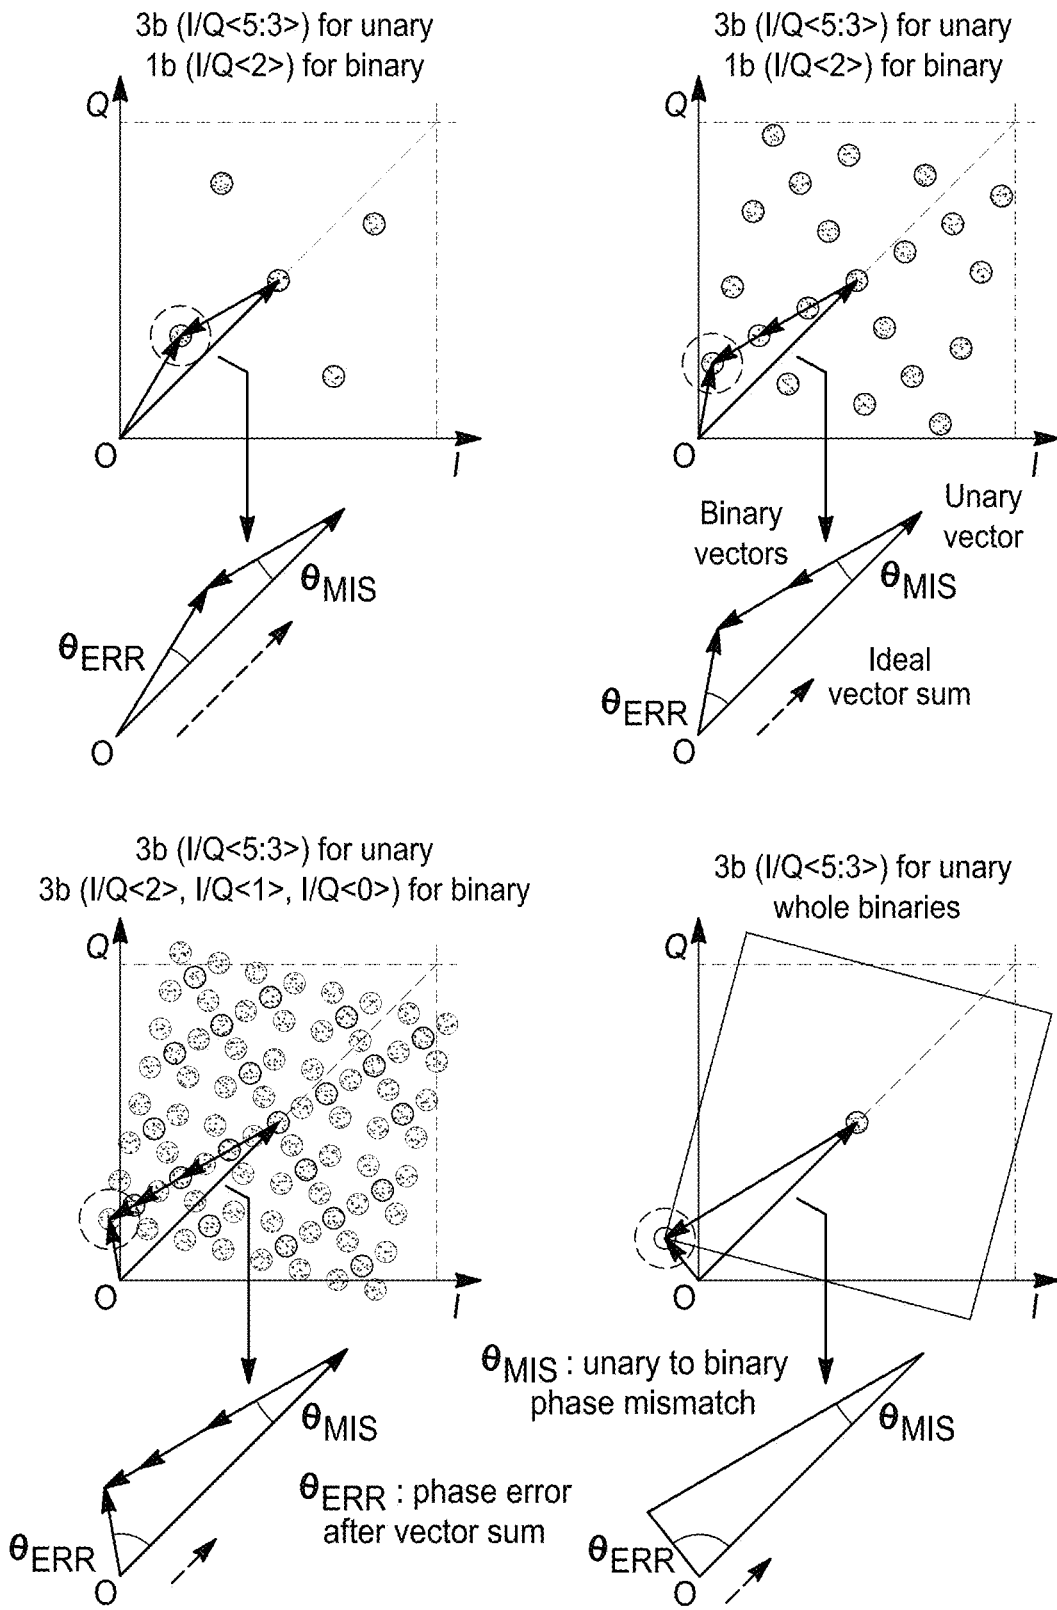 3b (I/Q<5:3>) for unary
1b (I/Q<2>) for binary
Q
O
I
θMIS
θERR
O
3b (I/Q<5:3>) for unary
1b (I/Q<2>) for binary
Q
O
I
Binary
vectors
Unary
vector
θMIS
Ideal
vector sum
θERR
O
3b (I/Q<5:3>) for unary
3b (I/Q<2>, I/Q<1>, I/Q<0>) for binary
Q
O
I
θMIS
θERR
O
3b (I/Q<5:3>) for unary
whole binaries
Q
O
I
θMIS : unary to binary
phase mismatch
θMIS
θERR : phase error
after vector sum
θERR
O